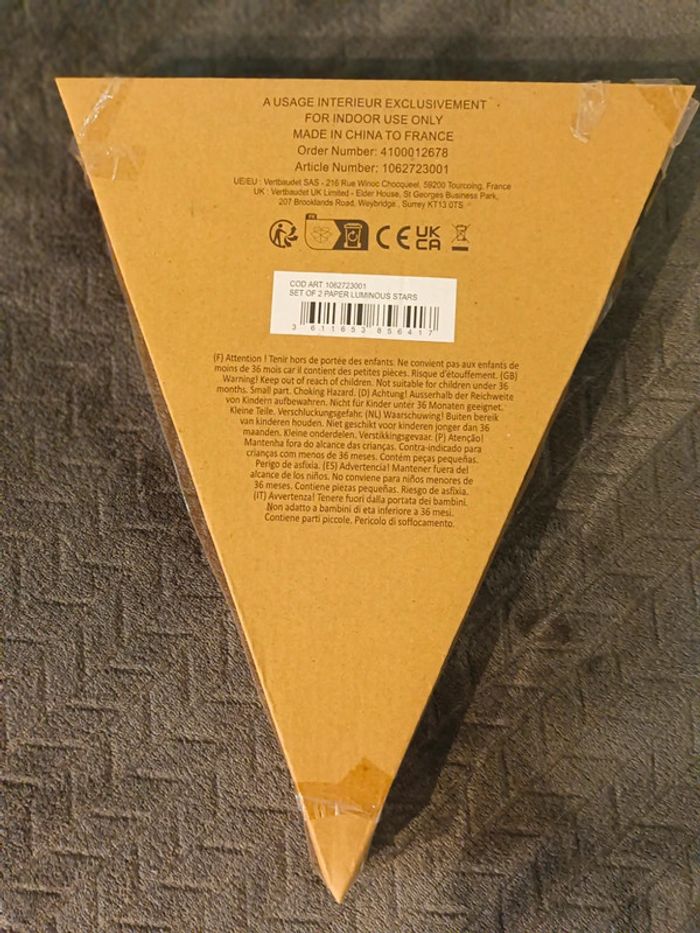 A USAGE INTERIEUR EXCLUSIVEMENT
FOR INDOOR USE ONLY
MADE IN CHINA TO FRANCE
Order Number: 4100012678
Article Number: 1062723001
UE/EU : Vertbaudet SAS - 216 Rue Winoc Chocqueel, 59200 Tourcoing, France
UK : Vertbaudet UK Limited - Elder House, St Georges Business Park,
207 Brooklands Road, Weybridge , Surrey KT13 0TS
FR
CE UK
CA
COD ART 1062723001
SET OF 2 PAPER LUMINOUS STARS
3 611653 856417
(F) Attention ! Tenir hors de portée des enfants. Ne convient pas aux enfants de
moins de 36 mois car il contient des petites pièces. Risque d'étouffement. (GB)
Warning! Keep out of reach of children. Not suitable for children under 36
months. Small part. Choking Hazard. (D) Achtung! Ausserhalb der Reichweite
von Kindern aufbewahren. Nicht für Kinder unter 36 Monaten geeignet.
Kleine Teile. Verschluckungsgefahr. (NL) Waarschuwing! Buiten bereik
van kinderen houden. Niet geschikt voor kinderen jonger dan 36
maanden. Kleine onderdelen. Verstikkingsgevaar. (P) Atenção!
Mantenha fora do alcance das crianças. Contra-indicado para
crianças com menos de 36 meses. Contém peças pequeñas.
Perigo de asfixia. (ES) Advertencia! Mantener fuera del
alcance de los niños. No conviene para niños menores de
36 meses. Contiene piezas pequeñas. Riesgo de asfixia.
(IT) Avvertenza! Tenere fuori dalla portata dei bambini.
Non adatto a bambini di eta inferiore a 36 mesi.
Contiene parti piccole. Pericolo di soffocamento.